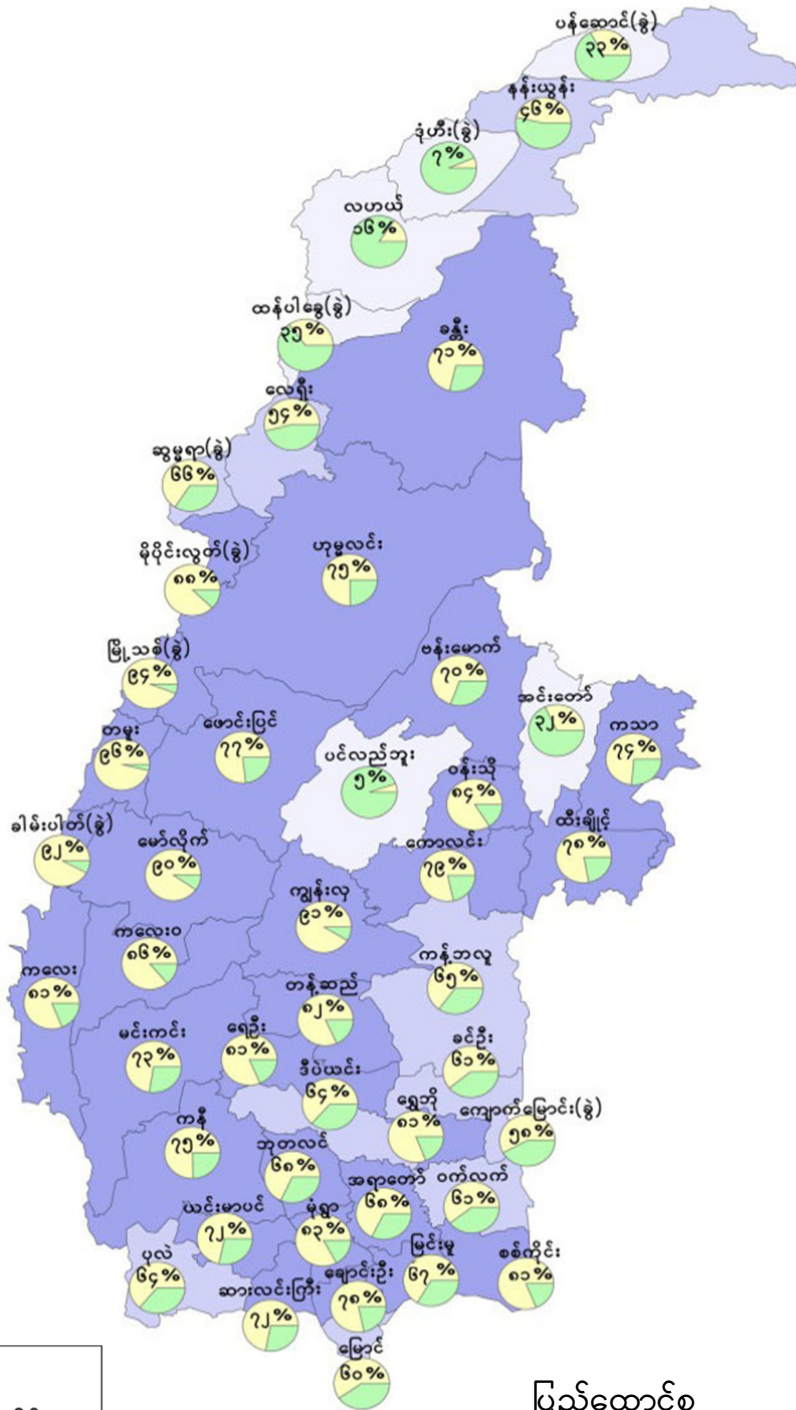 ပန်ဆောင်(ခွဲ)
၃၃%
နန်းယွန်း
၄၆%
ဒုံဟီး(ခွဲ)
၇%
လဟယ်
၁၆%
ထန်ပါခွေ(ခွဲ)
၃၅%
ခန္တီး
၇၁%
လေရှီး
၅၄%
ဆွမ္မရာ(ခွဲ)
၆၆%
ဟုမ္မလင်း
၇၅%
မိုပိုင်းလွတ်(ခွဲ)
၈၈%
မြို့သစ်(ခွဲ)
၉၄%
ဗန်းမောက်
၇၀%
အင်းတော်
၃၂%
ကသာ
၇၄%
တမူး
၉၆%
ဖောင်းပြင်
၇၇%
ပင်လည်ဘူး
၅%
ဝန်းသို
၈၄%
ထီးချိုင့်
၇၈%
ခါမ်းပါတ်(ခွဲ)
၉၂%
မော်လိုက်
၉၀%
ကောလင်း
၇၉%
ကျွန်းလှ
၉၁%
ကလေးဝ
၈၆%
ကန့်ဘလူ
၆၅%
ကလေး
၈၁%
တန့်ဆည်
၈၂%
မင်းကင်း
၇၃%
ရေဦး
၈၁%
ခင်ဦး
၆၁%
ဒီပဲယင်း
၆၄%
ရွှေဘို
၈၁%
ကျောက်မြောင်း(ခွဲ)
၅၈%
ကနီ
၇၅%
ဘုတလင်
၆၈%
အရာတော်
၆၈%
ဝက်လက်
၆၁%
ယင်းမာပင်
၇၂%
မုံရွာ
၈၃%
မြင်းမူ
၆၇%
စစ်ကိုင်း
၈၁%
ပုလဲ
၆၄%
ဆားလင်းကြီး
၇၂%
ချောင်းဦး
၇၈%
မြောင်
၆၀%
ပြည်ထောင်စု